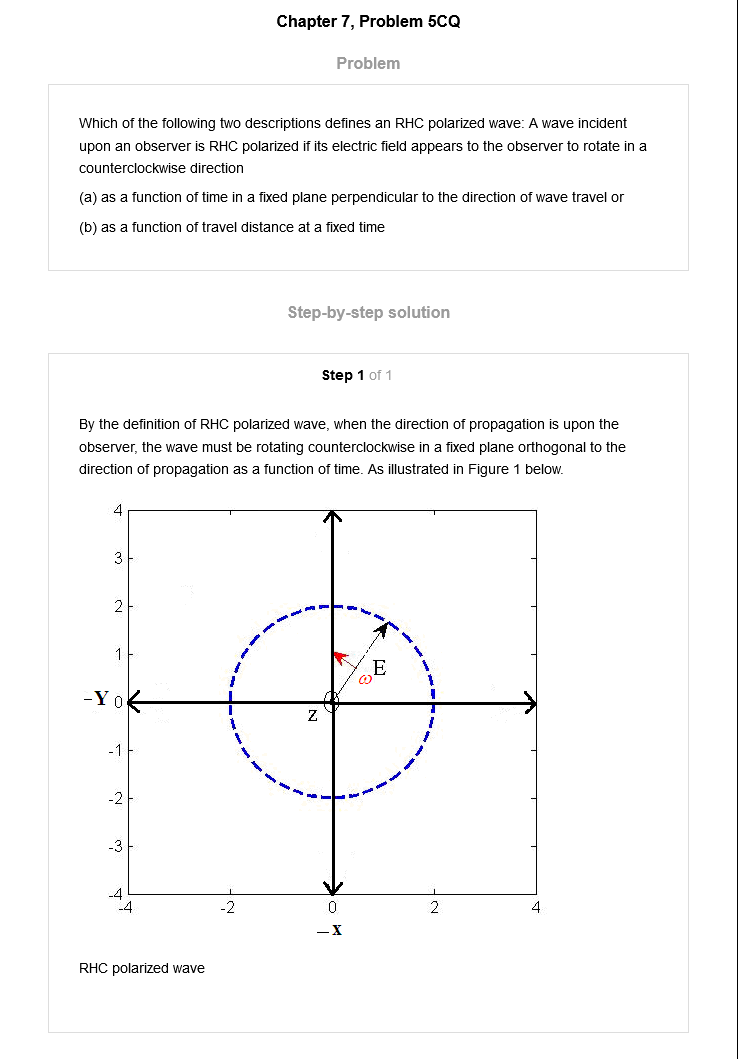 Chapter 7, Problem 5CQ
Problem
Which of the following two descriptions defines an RHC polarized wave: A wave incident
upon an observer is RHC polarized if its electric field appears to the observer to rotate in a
counterclockwise direction
(a) as a function of time in a fixed plane perpendicular to the direction of wave travel or
(b) as a function of travel distance at a fixed time
Step-by-step solution
Step 1 of 1
By the definition of RHC polarized wave, when the direction of propagation is upon the
observer, the wave must be rotating counterclockwise in a fixed plane orthogonal to the
direction of propagation as a function of time. As illustrated in Figure 1 below.
4
3
2
1
E
ω
−Y 0
z
-1
-2
-3
-4
-4 -2 0 2 4
−X
RHC polarized wave